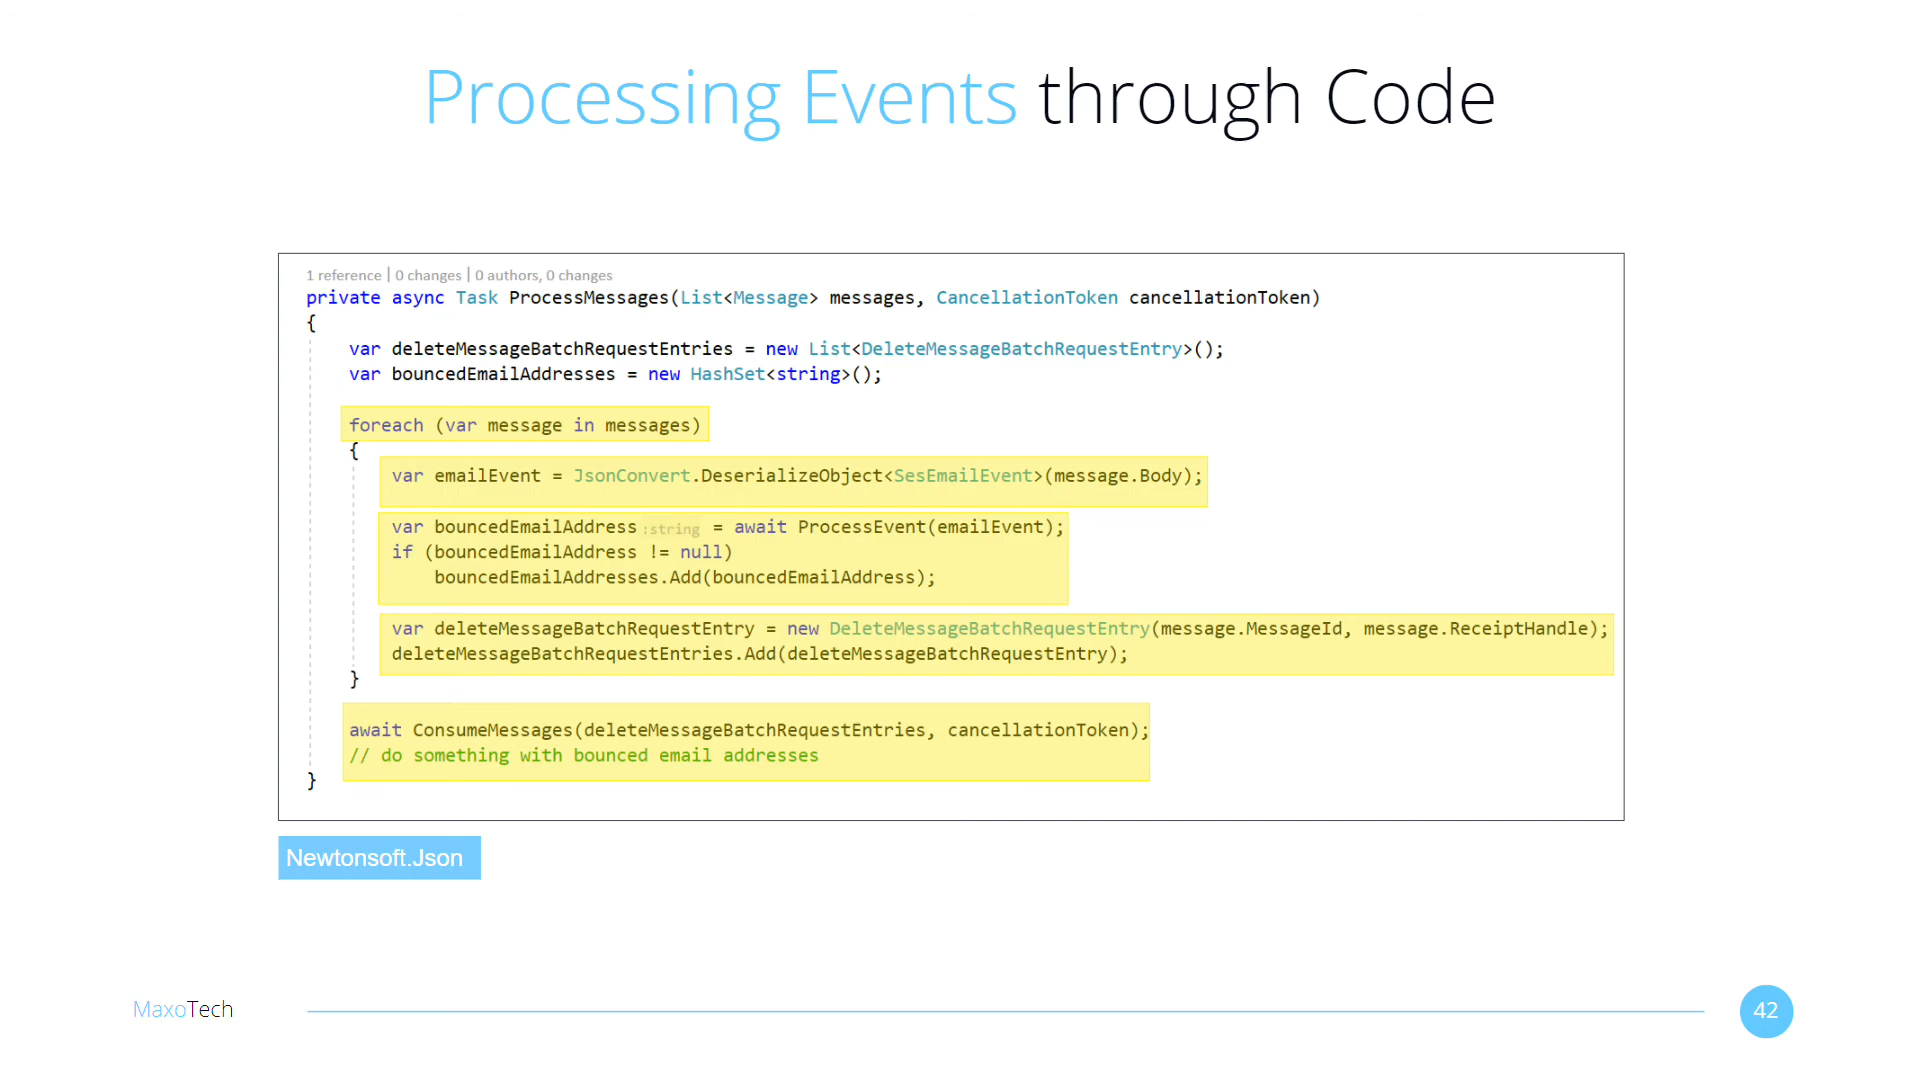 Processing Events through Code
1 reference | 0 changes | 0 authors, 0 changes
private async Task ProcessMessages(List<Message> messages, CancellationToken cancellationToken)
{
var deleteMessageBatchRequestEntries = new List<DeleteMessageBatchRequestEntry>();
var bouncedEmailAddresses = new HashSet<string>();
foreach (var message in messages)
{
var emailEvent = JsonConvert.DeserializeObject<SesEmailEvent>(message.Body);
var bouncedEmailAddress :string = await ProcessEvent(emailEvent);
if (bouncedEmailAddress != null)
bouncedEmailAddresses.Add(bouncedEmailAddress);
var deleteMessageBatchRequestEntry = new DeleteMessageBatchRequestEntry(message.MessageId, message.ReceiptHandle);
deleteMessageBatchRequestEntries.Add(deleteMessageBatchRequestEntry);
}
await ConsumeMessages(deleteMessageBatchRequestEntries, cancellationToken);
// do something with bounced email addresses
}
Newtonsoft.Json
MaxoTech
42